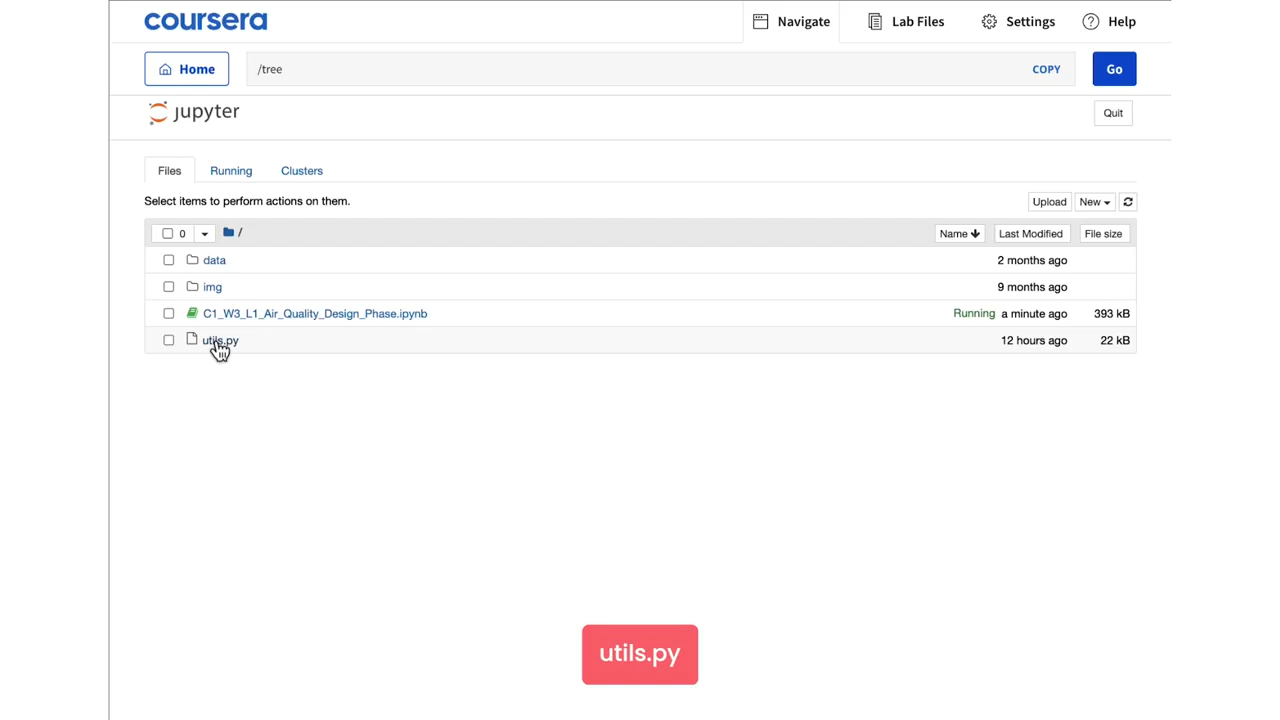 coursera
Navigate
Lab Files
Settings
Help
Home
/tree
COPY
Go
jupyter
Quit
Files
Running
Clusters
Select items to perform actions on them.
Upload
New
0
/
Name
Last Modified
File size
data
2 months ago
img
9 months ago
C1_W3_L1_Air_Quality_Design_Phase.ipynb
Running a minute ago
393 kB
utils.py
12 hours ago
22 kB
utils.py